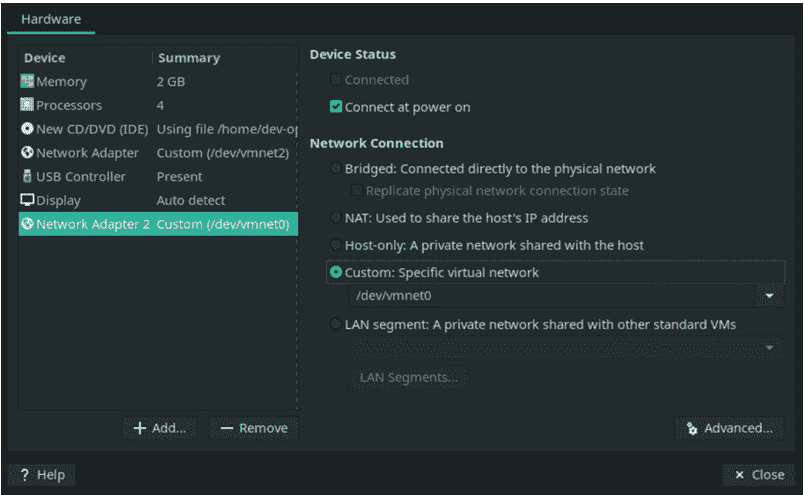 Hardware
Device Summary
Memory 2 GB
Processors 4
New CD/DVD (IDE) Using file /home/dev-op
Network Adapter Custom (/dev/vmnet2)
USB Controller Present
Display Auto detect
Network Adapter 2 Custom (/dev/vmnet0)
+ Add...
− Remove
Device Status
Connected
Connect at power on
Network Connection
Bridged: Connected directly to the physical network
Replicate physical network connection state
NAT: Used to share the host's IP address
Host-only: A private network shared with the host
Custom: Specific virtual network
/dev/vmnet0
LAN segment: A private network shared with other standard VMs
LAN Segments...
Advanced...
? Help
× Close